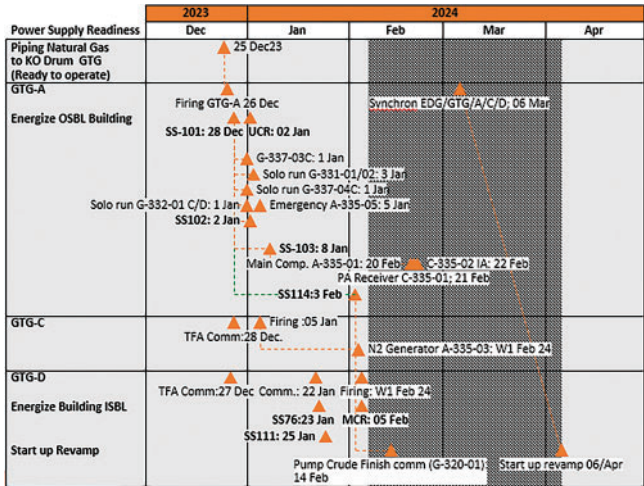 2023 2024
Power Supply Readiness Dec Jan Feb Mar Apr
Piping Natural Gas
to KO Drum GTG
(Ready to operate)
25 Dec23
GTG-A
Firing GTG-A 26 Dec
Synchron EDG/GTG/A/C/D; 06 Mar
Energize OSBL Building
SS-101: 28 Dec UCR: 02 Jan
G-337-03C: 1 Jan
Solo run G-331-01/02: 3 Jan
Solo run G-337-04C: 1 Jan
Solo run G-332-01 C/D: 1 Jan Emergency A-335-05: 5 Jan
SS102: 2 Jan
SS-103: 8 Jan
Main Comp. A-335-01: 20 Feb C-335-02 IA: 22 Feb
PA Receiver C-335-01; 21 Feb
SS114:3 Feb
GTG-C
Firing :05 Jan
TFA Comm:28 Dec.
N2 Generator A-335-03: W1 Feb 24
GTG-D
TFA Comm:27 Dec Comm.: 22 Jan Firing: W1 Feb 24
Energize Building ISBL
SS76:23 Jan MCR: 05 Feb
SS111: 25 Jan
Start up Revamp
Pump Crude Finish comm (G-320-01):
14 Feb
Start up revamp 06/Apr